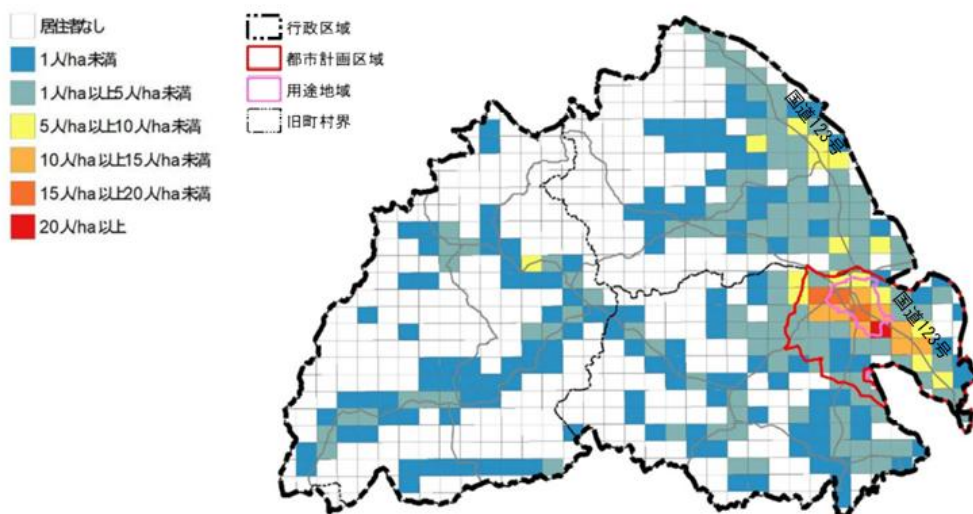 居住者なし
1人/ha未満
1人/ha以上5人/ha未満
5人/ha以上10人/ha未満
10人/ha以上15人/ha未満
15人/ha以上20人/ha未満
20人/ha以上
行政区域
都市計画区域
用途地域
旧町村界
国道123号
国道123号